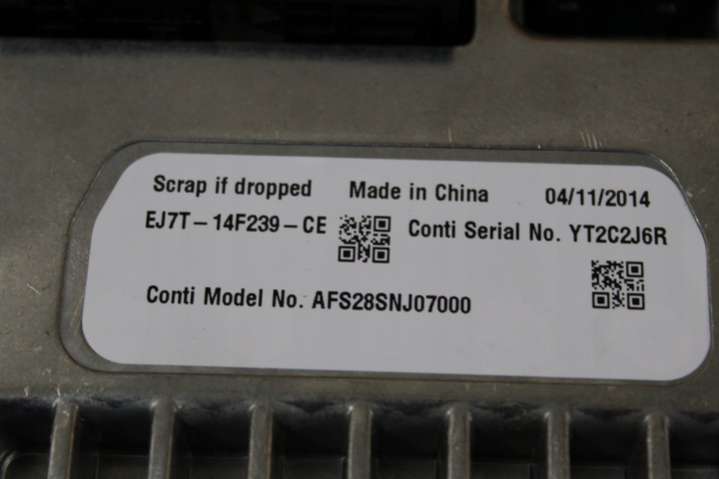 Scrap if dropped Made in China 04/11/2014
EJ7T-14F239-CE Conti Serial No. YT2C2J6R
Conti Model No. AFS28SNJ07000